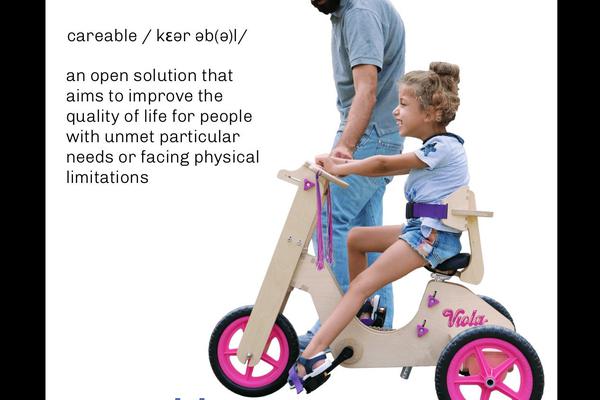 careable / kɛər əb(ə)l/
an open solution that
aims to improve the
quality of life for people
with unmet particular
needs or facing physical
limitations
Viola